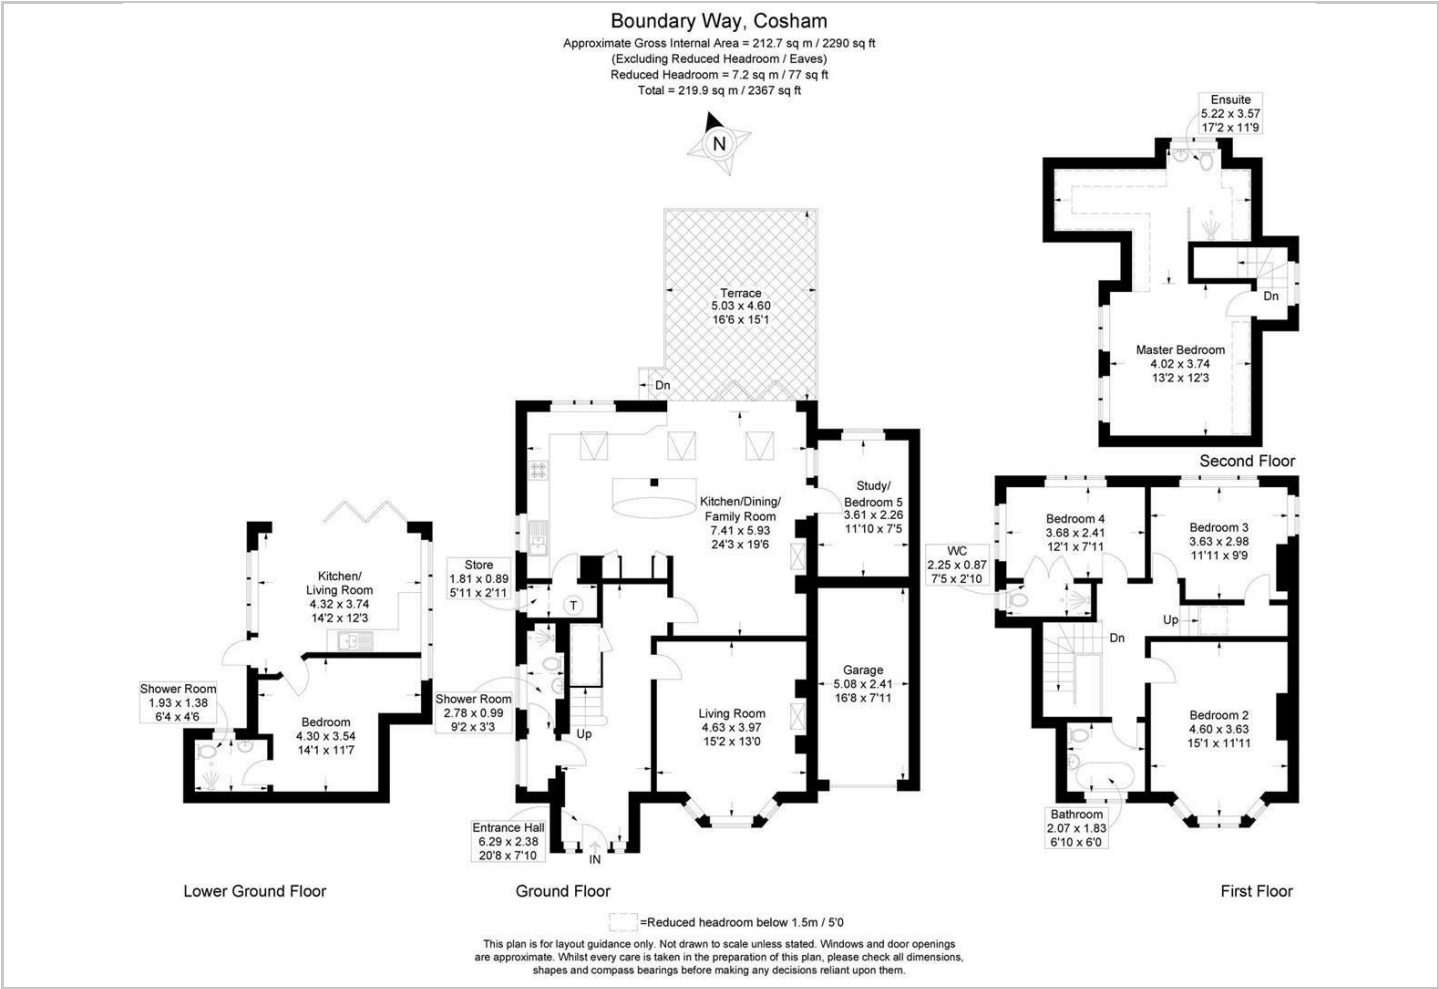 Boundary Way, Cosham
Approximate Gross Internal Area = 212.7 sq m / 2290 sq ft
(Excluding Reduced Headroom / Eaves)
Reduced Headroom = 7.2 sq m / 77 sq ft
Total = 219.9 sq m / 2367 sq ft
N
Ensuite
5.22 x 3.57
17'2 x 11'9
Dn
Master Bedroom
4.02 x 3.74
13'2 x 12'3
Second Floor
Terrace
5.03 x 4.60
16'6 x 15'1
Dn
Kitchen/Dining/
Family Room
7.41 x 5.93
24'3 x 19'6
Study/
Bedroom 5
3.61 x 2.26
11'10 x 7'5
Store
1.81 x 0.89
5'11 x 2'11
T
Garage
5.08 x 2.41
16'8 x 7'11
Shower Room
2.78 x 0.99
9'2 x 3'3
Living Room
4.63 x 3.97
15'2 x 13'0
Up
Entrance Hall
6.29 x 2.38
20'8 x 7'10
IN
Ground Floor
Kitchen/
Living Room
4.32 x 3.74
14'2 x 12'3
Shower Room
1.93 x 1.38
6'4 x 4'6
Bedroom
4.30 x 3.54
14'1 x 11'7
Lower Ground Floor
Bedroom 4
3.68 x 2.41
12'1 x 7'11
Bedroom 3
3.63 x 2.98
11'11 x 9'9
WC
2.25 x 0.87
7'5 x 2'10
Up
Dn
Bedroom 2
4.60 x 3.63
15'1 x 11'11
Bathroom
2.07 x 1.83
6'10 x 6'0
First Floor
=Reduced headroom below 1.5m / 5'0
This plan is for layout guidance only. Not drawn to scale unless stated. Windows and door openings
are approximate. Whilst every care is taken in the preparation of this plan, please check all dimensions,
shapes and compass bearings before making any decisions reliant upon them.